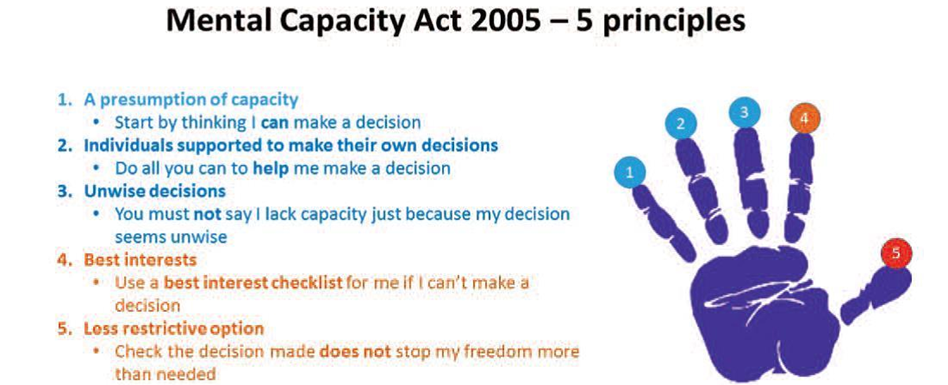 Mental Capacity Act 2005 – 5 principles
1. A presumption of capacity
• Start by thinking I can make a decision
2. Individuals supported to make their own decisions
• Do all you can to help me make a decision
3. Unwise decisions
• You must not say I lack capacity just because my decision
seems unwise
4. Best interests
• Use a best interest checklist for me if I can't make a
decision
5. Less restrictive option
• Check the decision made does not stop my freedom more
than needed
1
2
3
4
5